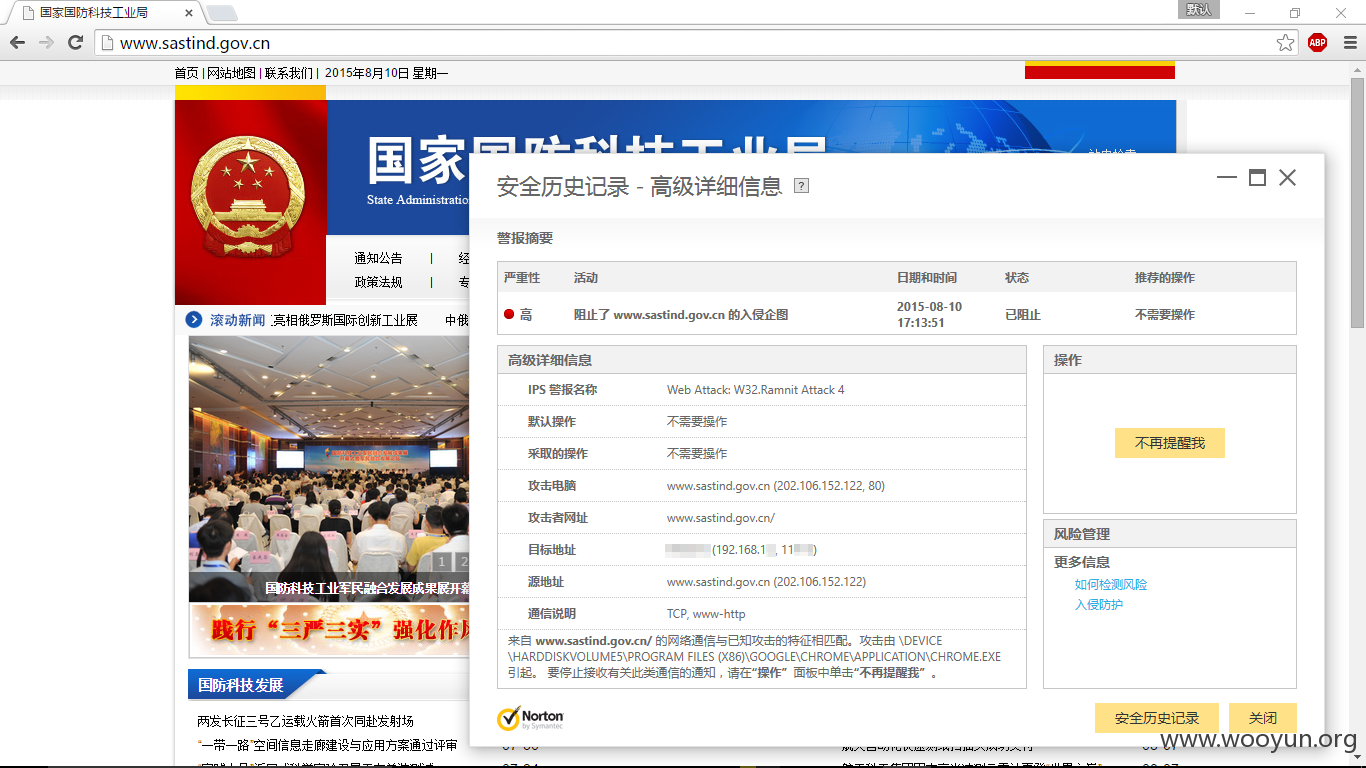 国家国防科技工业局
默认
www.sastind.gov.cn
ABP
首页 | 网站地图 | 联系我们 | 2015年8月10日 星期一
国家国防科技工业局
State Administratio
站内检索
通知公告 |
政策法规 |
滚动新闻
亮相俄罗斯国际创新工业展 中俄
1 2
国防科技工业军民融合发展成果展开幕
践行“三严三实”强化作风
国防科技发展
两发长征三号乙运载火箭首次同赴发射场
“一带一路”空间信息走廊建设与应用方案通过评审
安全历史记录 - 高级详细信息 ?
警报摘要
严重性 活动 日期和时间 状态 推荐的操作
高 阻止了 www.sastind.gov.cn 的入侵企图 2015-08-10 17:13:51 已阻止 不需要操作
高级详细信息
IPS 警报名称 Web Attack: W32.Ramnit Attack 4
默认操作 不需要操作
采取的操作 不需要操作
攻击电脑 www.sastind.gov.cn (202.106.152.122, 80)
攻击者网址 www.sastind.gov.cn/
目标地址 (192.168.1 , 11 )
源地址 www.sastind.gov.cn (202.106.152.122)
通信说明 TCP, www-http
来自 www.sastind.gov.cn/ 的网络通信与已知攻击的特征相匹配。攻击由 \DEVICE
\HARDDISKVOLUME5\PROGRAM FILES (X86)\GOOGLE\CHROME\APPLICATION\CHROME.EXE
引起。 要停止接收有关此类通信的通知，请在“操作”面板中单击“不再提醒我”。
操作
不再提醒我
风险管理
更多信息
如何检测风险
入侵防护
Norton
by Symantec
安全历史记录
关闭
www.wooyun.org